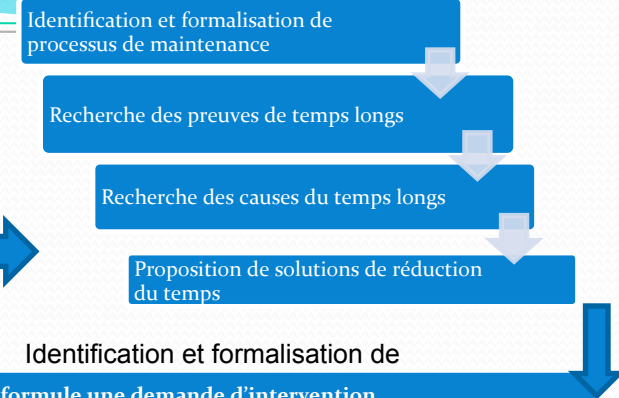 Identification et formalisation de
processus de maintenance
Recherche des preuves de temps longs
Recherche des causes du temps longs
Proposition de solutions de réduction
du temps
Identification et formalisation de
formule une demande d'intervention